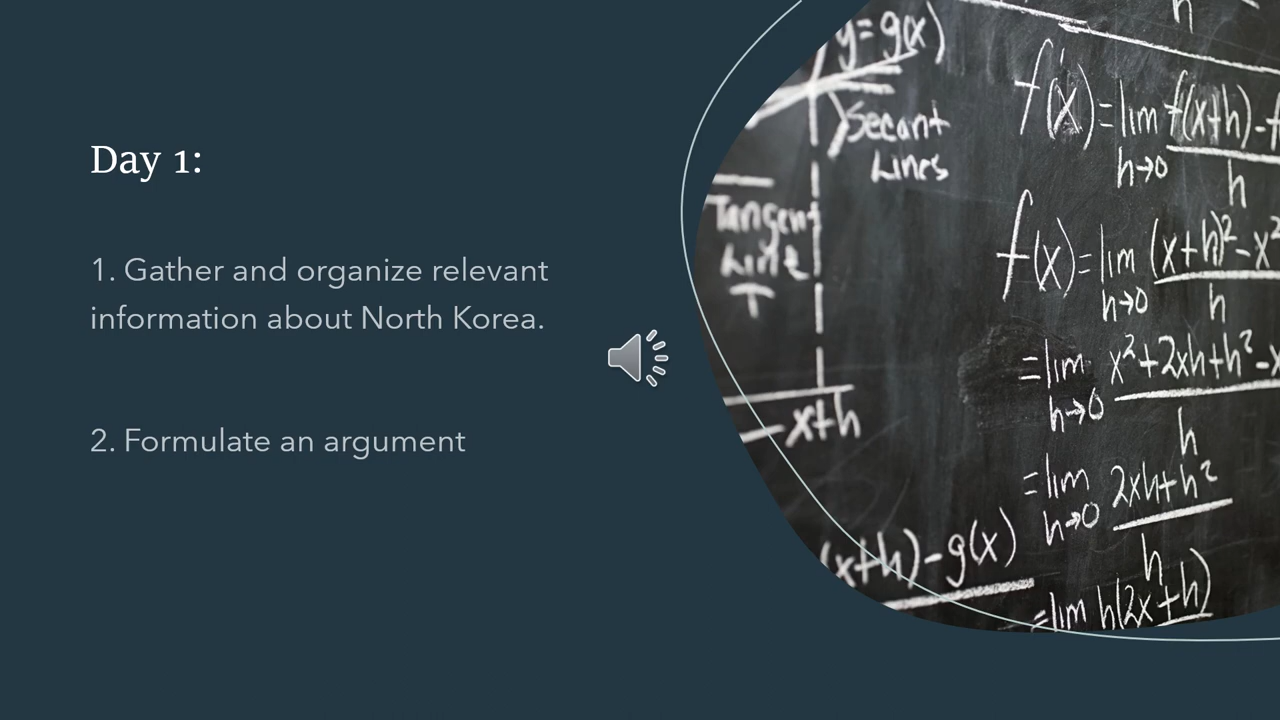 Day 1:
1. Gather and organize relevant
information about North Korea.
2. Formulate an argument
y=g(x)
Secant
Lines
Tangent
Line
T
x+h
(x+h)-g(x)
h
f'(x)=lim f(x+h)-f
h→0 h
f(x)=lim (x+h)²-x²
h→0 h
=lim x²+2xh+h²-x
h→0 h
=lim 2xh+h²
h→0 h
=lim h(2x+h)